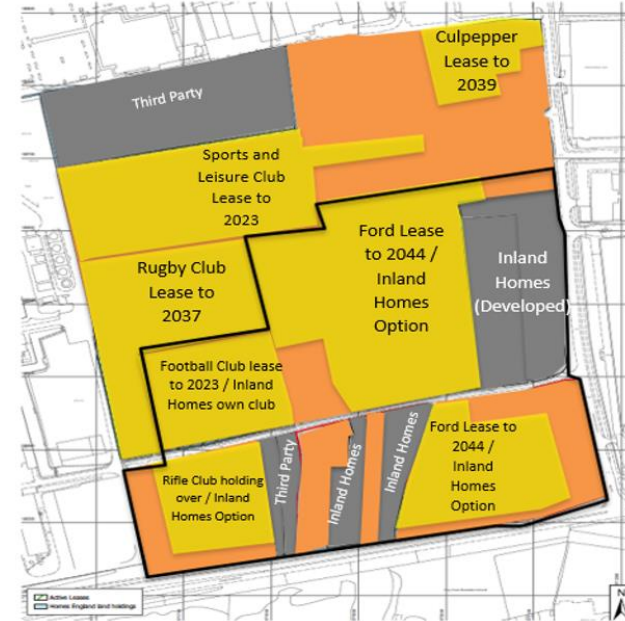 Culpepper
Lease to
2039
Third Party
Sports and
Leisure Club
Lease to
2023
Ford Lease
to 2044 /
Inland
Homes
Option
Inland
Homes
(Developed)
Rugby Club
Lease to
2037
Football Club lease
to 2023 / Inland
Homes own club
Rifle Club holding
over / Inland
Homes Option
Third Party
Inland Homes
Inland Homes
Ford Lease to
2044 /
Inland
Homes
Option
Active Leases
Homes England land holdings
N